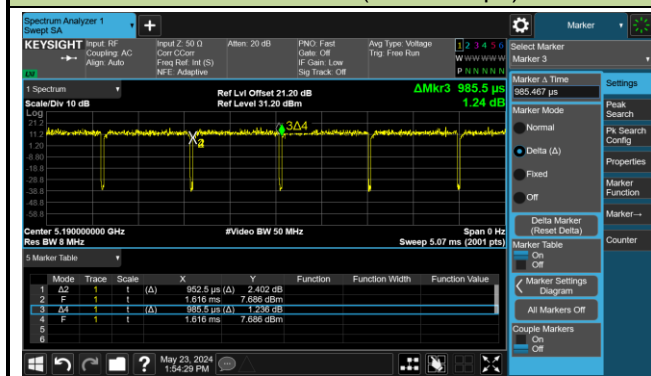 Spectrum Analyzer 1
Swept SA
Marker
KEYSIGHT
Input: RF
Coupling: AC
Align: Auto
Input Z: 50 Ω
Corr CCorr
Freq Ref: Int (S)
NFE: Adaptive
Atten: 20 dB
PNO: Fast
Gate: Off
IF Gain: Low
Sig Track: Off
Avg Type: Voltage
Trig: Free Run
1 2 3 4 5 6
W W W W W W
P N N N N N
Select Marker
Marker 3
Marker Δ Time
985.467 µs
Marker Mode
Normal
Delta (Δ)
Fixed
Off
Delta Marker
(Reset Delta)
Marker Table
On
Off
Marker Settings
Diagram
All Markers Off
Couple Markers
On
Off
Settings
Peak
Search
Pk Search
Config
Properties
Marker
Function
Marker→
Counter
1 Spectrum
Scale/Div 10 dB
Log
Ref Lvl Offset 21.20 dB
Ref Level 31.20 dBm
ΔMkr3 985.5 µs
1.24 dB
21.2
11.2
1.20
-8.80
-18.8
-28.8
-38.8
-48.8
-58.8
3Δ4
Center 5.190000000 GHz
Res BW 8 MHz
#Video BW 50 MHz
Span 0 Hz
Sweep 5.07 ms (2001 pts)
5 Marker Table
Mode Trace Scale X Y Function Function Width Function Value
1 Δ2 1 t (Δ) 952.5 µs (Δ) 2.402 dB
2 F 1 t 1.616 ms 7.686 dBm
3 Δ4 1 t (Δ) 985.5 µs (Δ) 1.236 dB
4 F 1 t 1.616 ms 7.686 dBm
5
6
May 23, 2024
1:54:29 PM